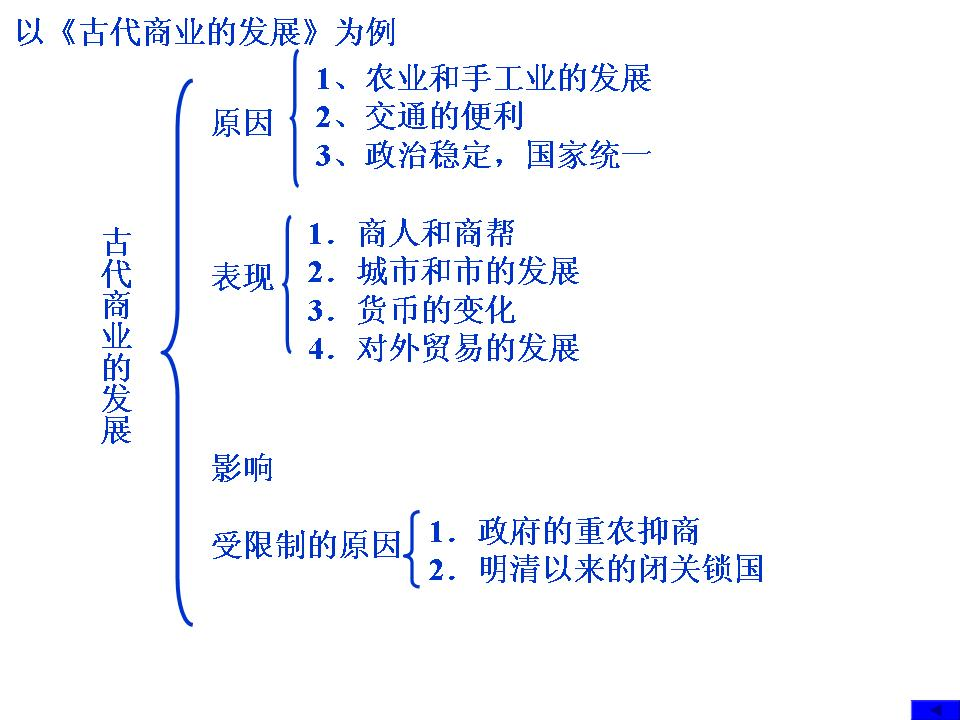 以《古代商业的发展》为例
古代商业的发展
原因
1、农业和手工业的发展
2、交通的便利
3、政治稳定，国家统一
表现
1．商人和商帮
2．城市和市的发展
3．货币的变化
4．对外贸易的发展
影响
受限制的原因
1．政府的重农抑商
2．明清以来的闭关锁国